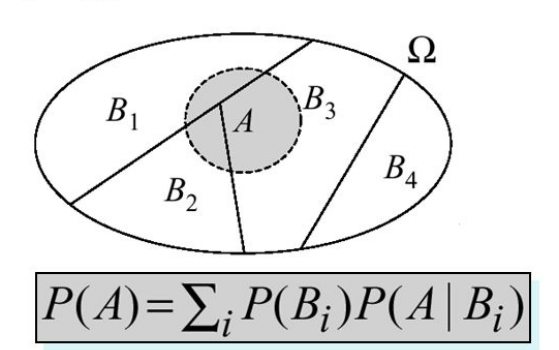 Ω
B₁
A
B₃
B₂
B₄
P(A)=∑ᵢ P(Bᵢ)P(A | Bᵢ)